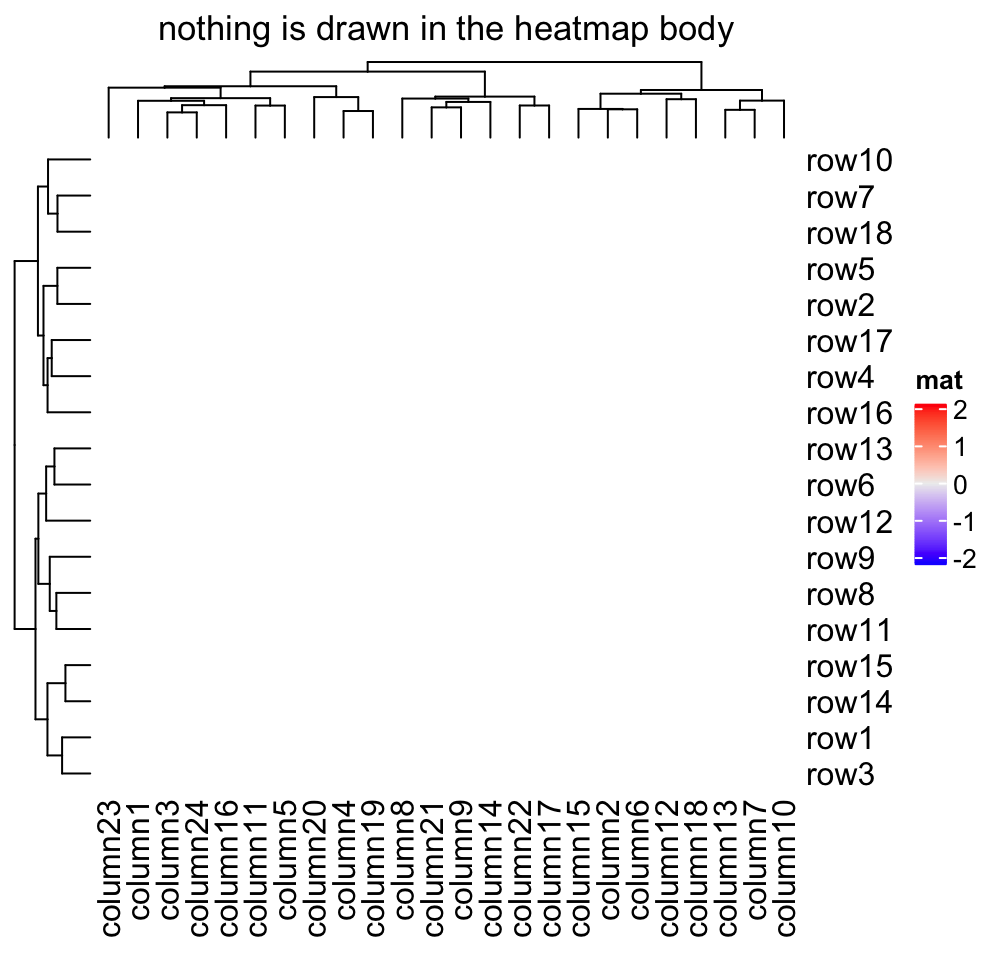 nothing is drawn in the heatmap body
row10
row7
row18
row5
row2
row17
row4
row16
row13
row6
row12
row9
row8
row11
row15
row14
row1
row3
mat
2
1
0
-1
-2
column23
column1
column3
column24
column16
column11
column5
column20
column4
column19
column8
column21
column9
column14
column22
column17
column15
column2
column6
column12
column18
column13
column7
column10